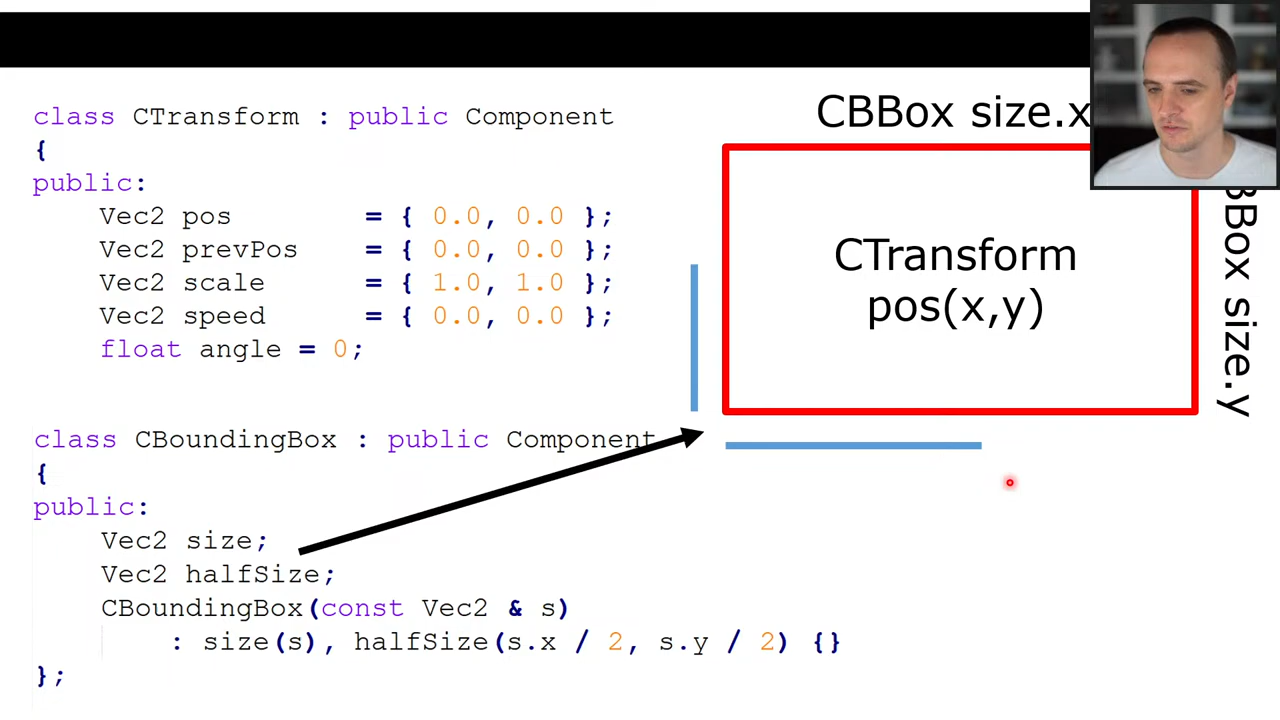 class CTransform : public Component
{
public:
Vec2 pos = { 0.0, 0.0 };
Vec2 prevPos = { 0.0, 0.0 };
Vec2 scale = { 1.0, 1.0 };
Vec2 speed = { 0.0, 0.0 };
float angle = 0;
class CBoundingBox : public Component
{
public:
Vec2 size;
Vec2 halfSize;
CBoundingBox(const Vec2 & s)
: size(s), halfSize(s.x / 2, s.y / 2) {}
};
CBBox size.x
CTransform
pos(x,y)
BBox size.y